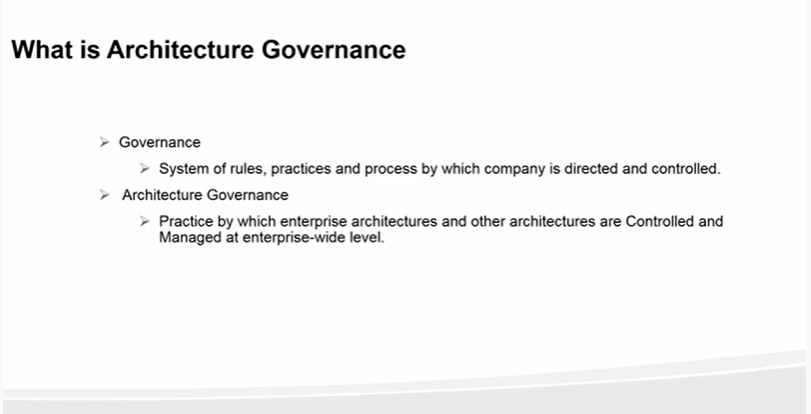 What is Architecture Governance
➢ Governance
➢ System of rules, practices and process by which company is directed and controlled.
➢ Architecture Governance
➢ Practice by which enterprise architectures and other architectures are Controlled and
Managed at enterprise-wide level.